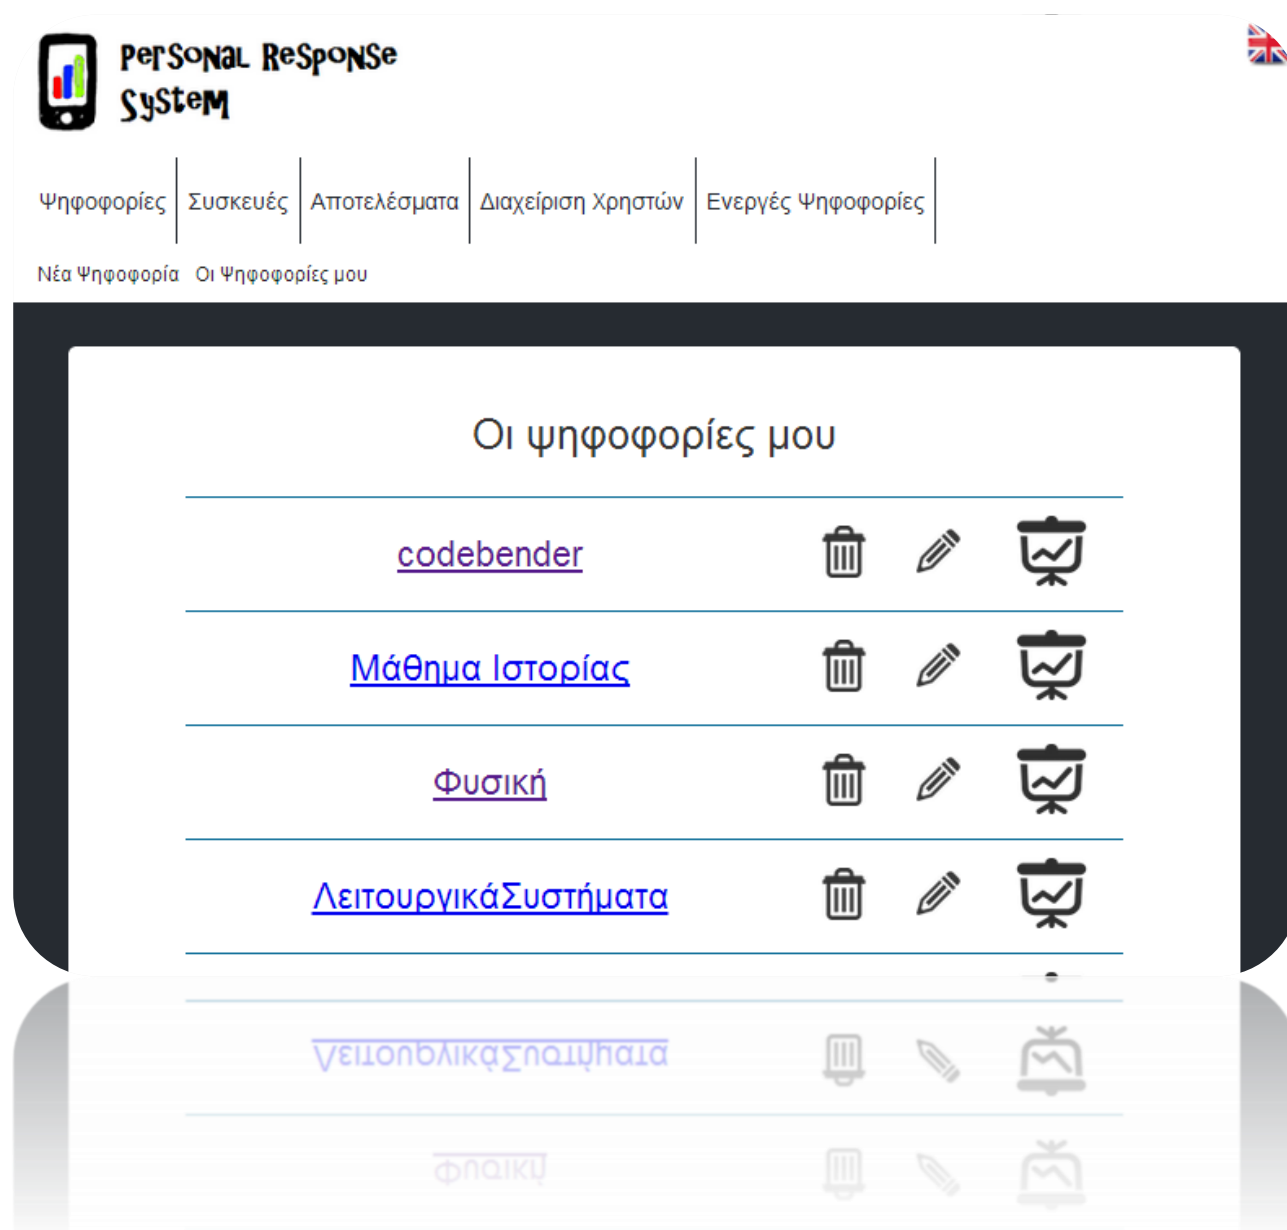 Personal Response
System
Ψηφοφορίες Συσκευές Αποτελέσματα Διαχείριση Χρηστών Ενεργές Ψηφοφορίες
Νέα Ψηφοφορία Οι Ψηφοφορίες μου
Οι ψηφοφορίες μου
codebender
Μάθημα Ιστορίας
Φυσική
ΛειτουργικάΣυστήματα